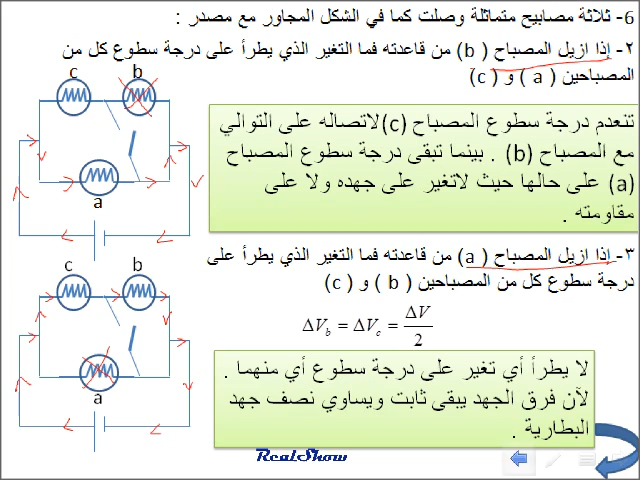 6- ثلاثة مصابيح متماثلة وصلت كما في الشكل المجاور مع مصدر :
٢- إذا ازيل المصباح ( b) من قاعدته فما التغير الذي يطرأ على درجة سطوع كل من
المصباحين ( a ) و ( c)
c b
a
تنعدم درجة سطوع المصباح (c) لاتصاله على التوالي
مع المصباح (b) . بينما تبقى درجة سطوع المصباح
(a) على حالها حيث لاتغير على جهده ولا على
مقاومته .
٣- إذا ازيل المصباح ( a) من قاعدته فما التغير الذي يطرأ على
درجة سطوع كل من المصباحين ( b ) و ( c)
c b
a
ΔV_b = ΔV_c = ΔV/2
لا يطرأ أي تغير على درجة سطوع أي منهما .
لآن فرق الجهد يبقى ثابت ويساوي نصف جهد
البطارية .
RealShow